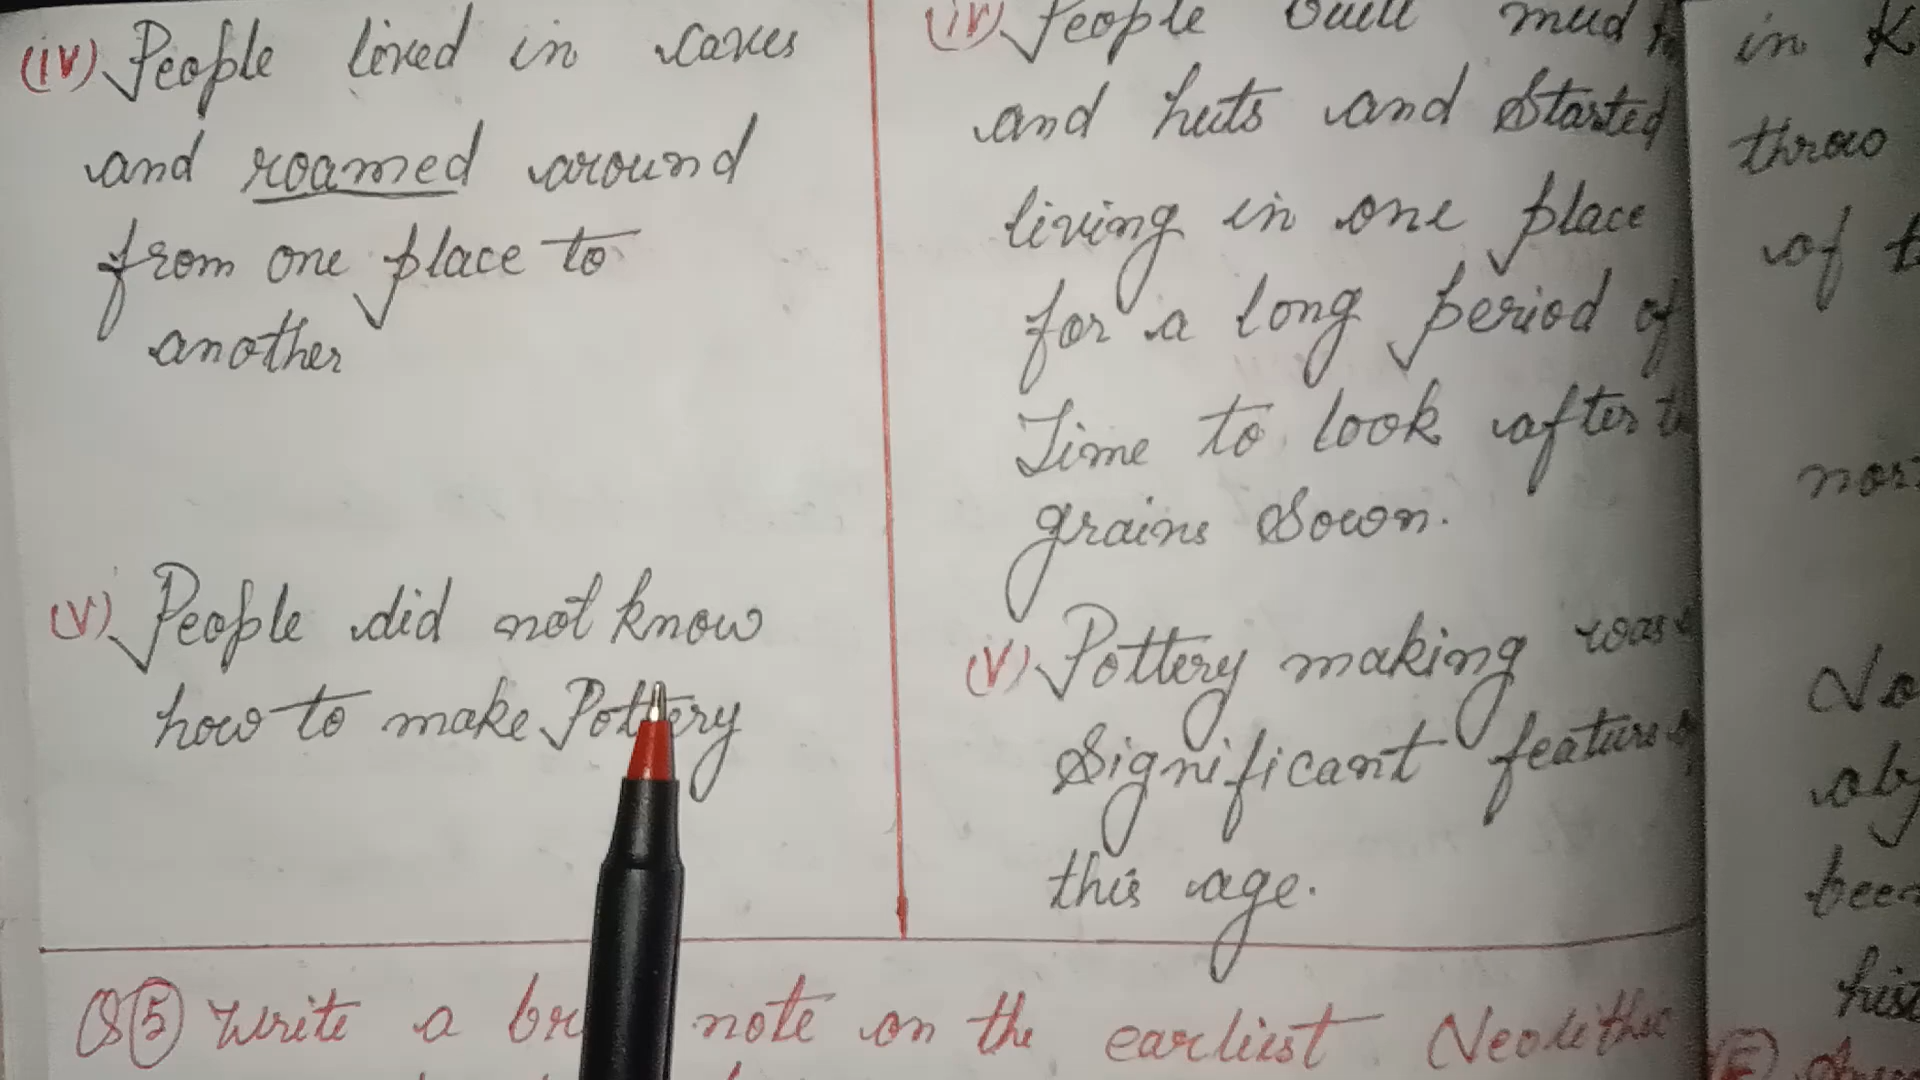 (iv) People lived in caves
and roamed around
from one place to
another
(v) People did not know
how to make Pottery
(iv) People built mud
and huts and Started
living in one place
for a long period of
Time to look after
grains Sown.
(v) Pottery making was
Significant feature
this age.
Q5 Write a note on the earliest Neolithic
in
throw
of